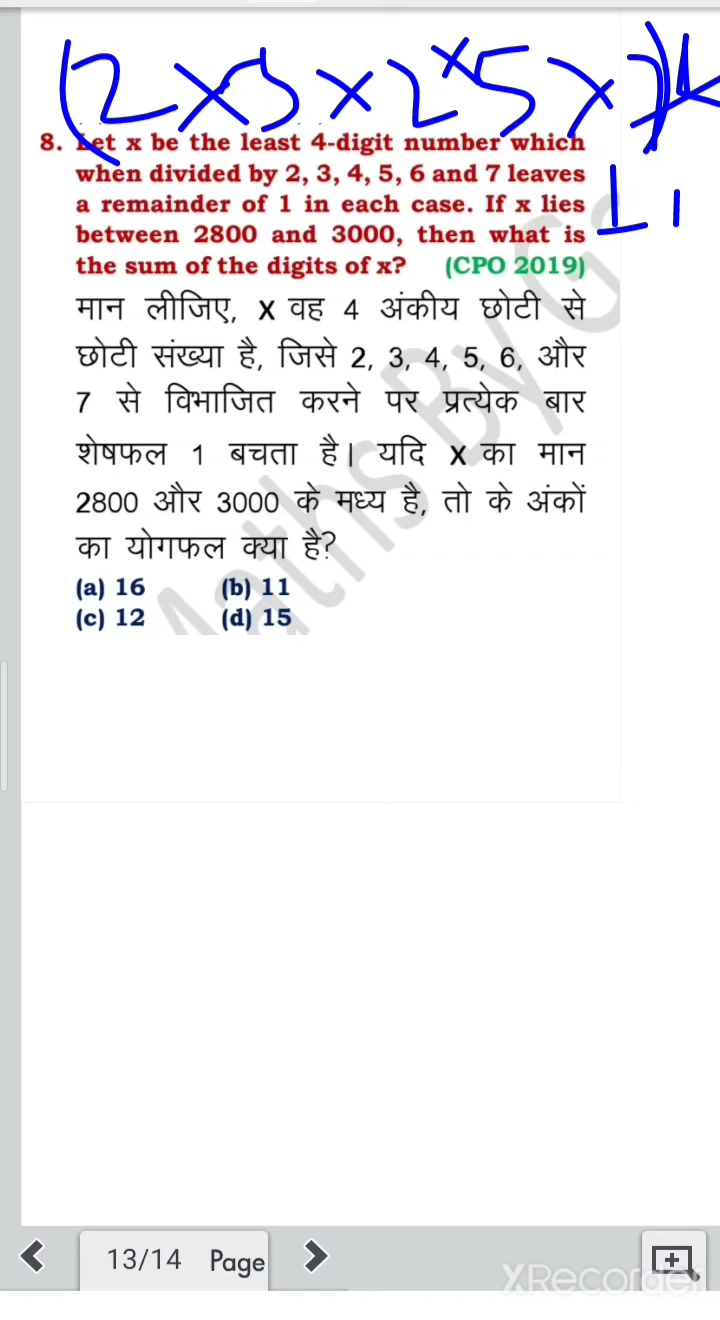 (2×3×2×5×7)k
+1
8. Let x be the least 4-digit number which
when divided by 2, 3, 4, 5, 6 and 7 leaves
a remainder of 1 in each case. If x lies
between 2800 and 3000, then what is
the sum of the digits of x? (CPO 2019)
मान लीजिए, x वह 4 अंकीय छोटी से
छोटी संख्या है, जिसे 2, 3, 4, 5, 6, और
7 से विभाजित करने पर प्रत्येक बार
शेषफल 1 बचता है। यदि x का मान
2800 और 3000 के मध्य है, तो के अंकों
का योगफल क्या है?
(a) 16 (b) 11
(c) 12 (d) 15
Maths By G
13/14 Page
XRecorder